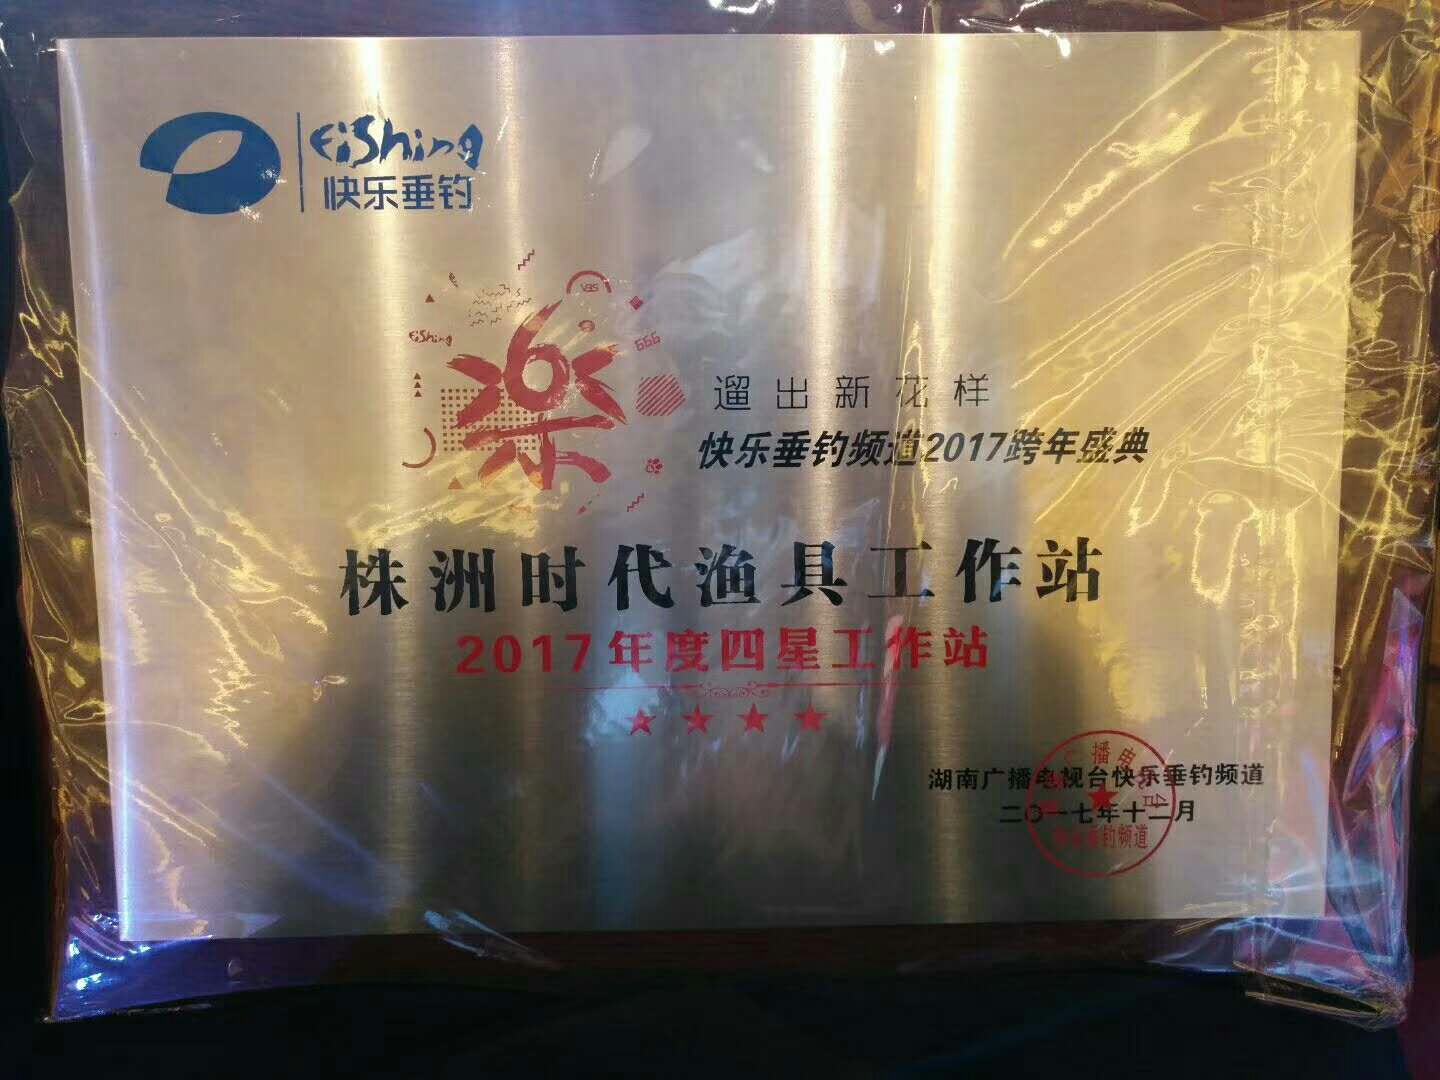 Fishing
快乐垂钓
VBS
Fishing
666
樂
遛出新花样
快乐垂钓频道2017跨年盛典
株洲时代渔具工作站
2017年度四星工作站
湖南广播电视台快乐垂钓频道
二〇一七年十二月